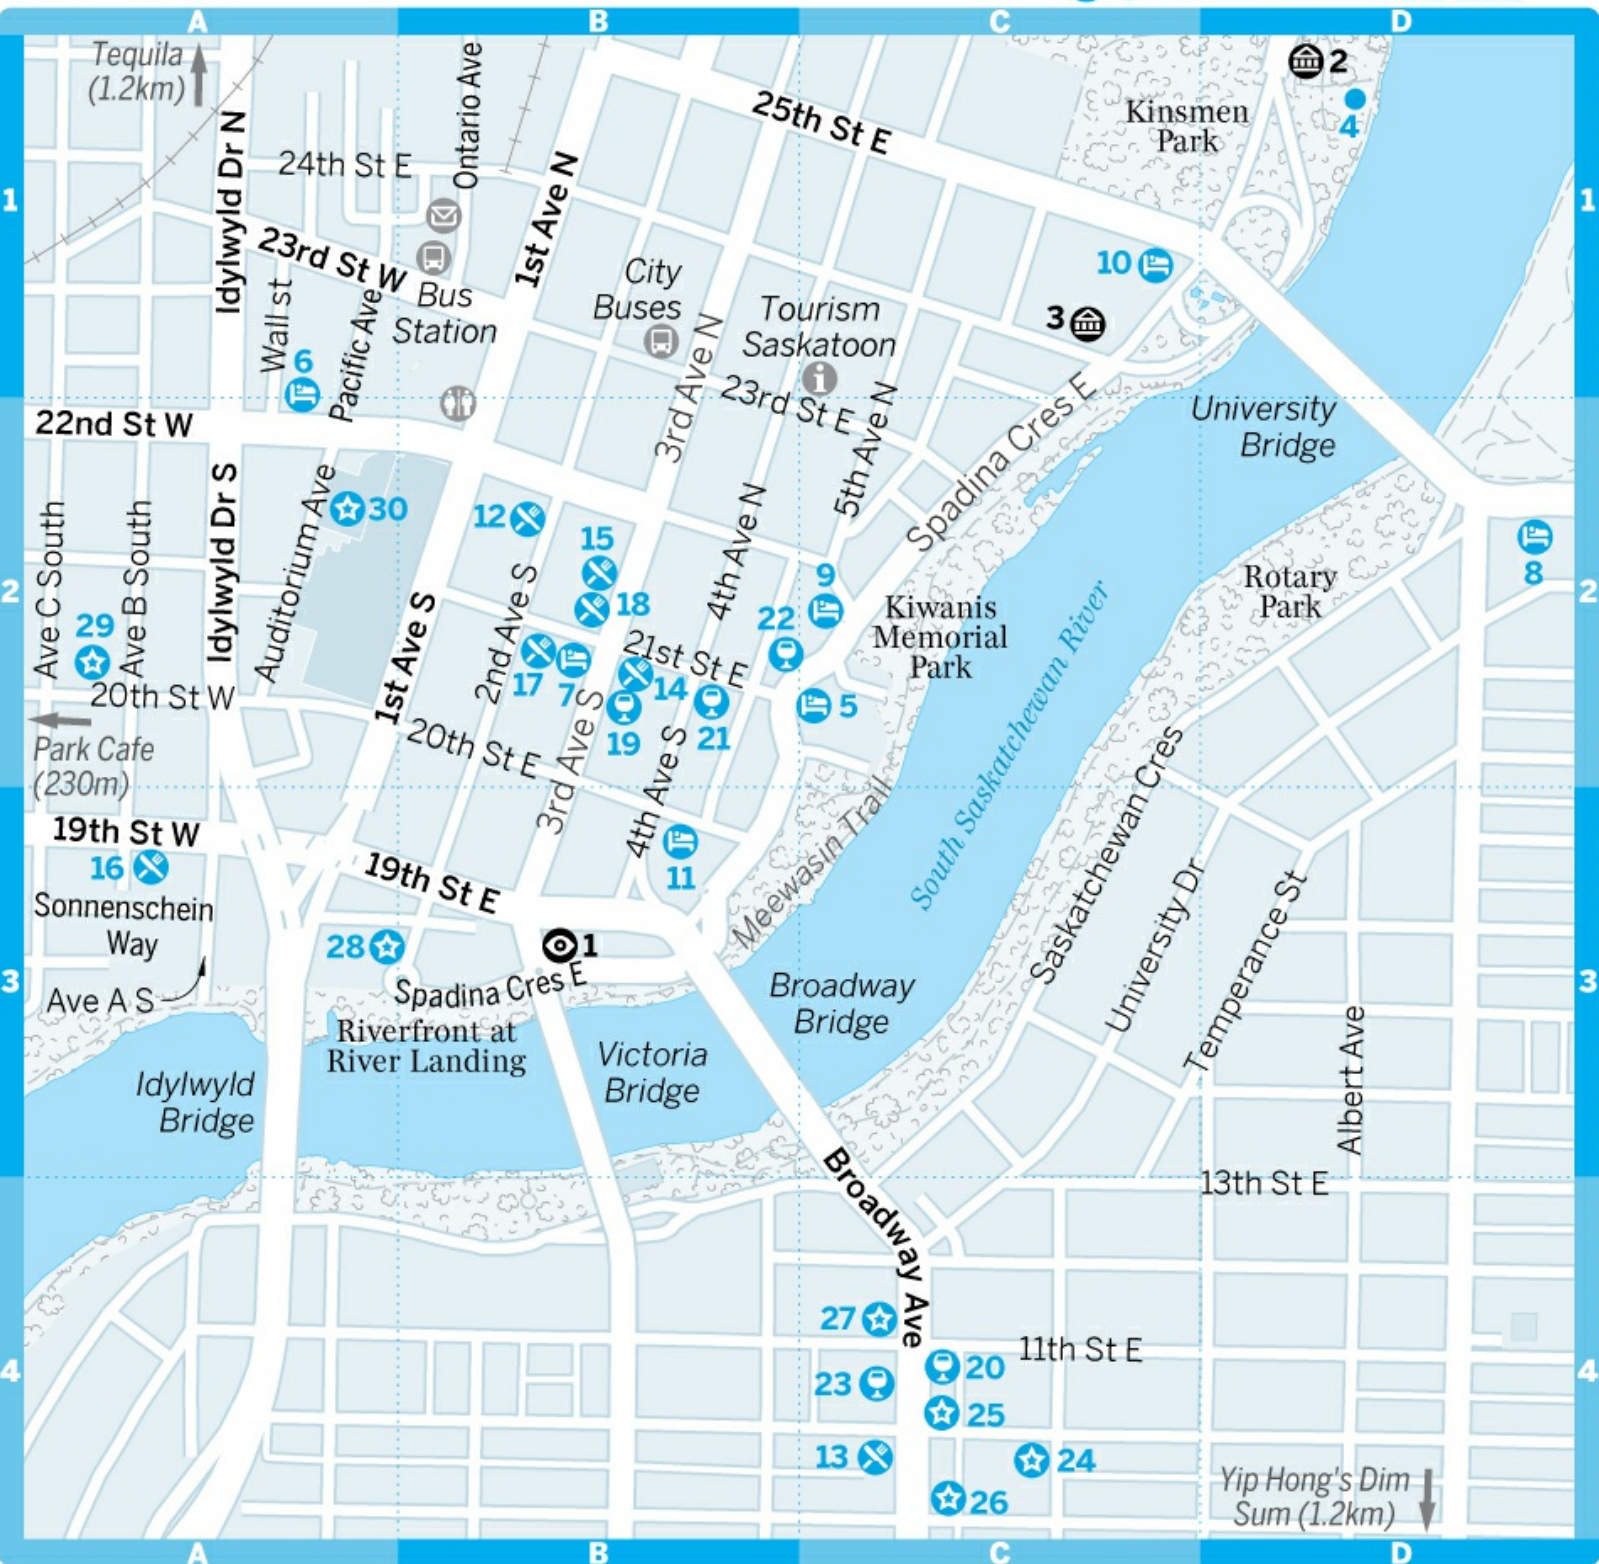 A
B
C
D
Tequila
(1.2km)
Idylwyld Dr N
Ontario Ave
24th St E
25th St E
Kinsmen
Park
2
4
1
1
23rd St W
1st Ave N
City
Buses
Bus
Station
Wall st
Pacific Ave
6
Tourism
Saskatoon
3rd Ave N
10
3
23rd St E
5th Ave N
Spadina Cres E
University
Bridge
22nd St W
Idylwyld Dr S
Auditorium Ave
30
12
15
18
Ave C South
Ave B South
29
2
2
1st Ave S
2nd Ave S
4th Ave N
9
22
Kiwanis
Memorial
Park
Rotary
Park
8
21st St E
17
7
14
19
21
5
20th St W
20th St E
Park Cafe
(230m)
3rd Ave S
4th Ave S
South Saskatchewan River
Saskatchewan Cres
19th St W
16
19th St E
11
Meewasin Trail
University Dr
Temperance St
Sonnenschein
Way
28
1
Ave A S
3
3
Spadina Cres E
Riverfront at
River Landing
Broadway
Bridge
Victoria
Bridge
Idylwyld
Bridge
Albert Ave
13th St E
Broadway Ave
27
11th St E
20
23
25
4
4
13
24
26
Yip Hong's Dim
Sum (1.2km)
A
B
C
D